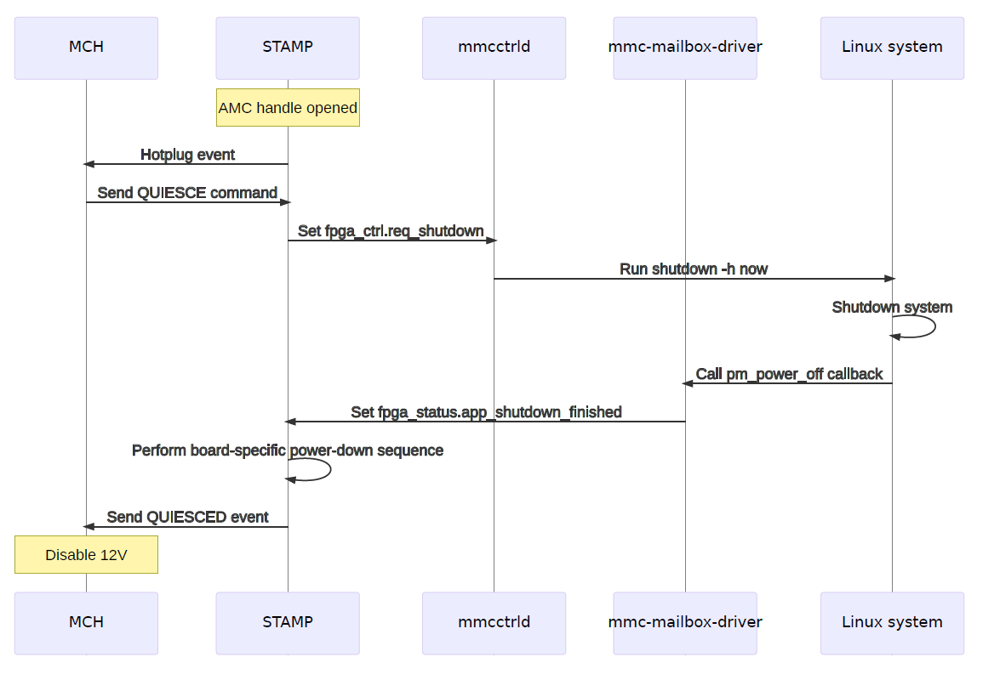 MCH
STAMP
mmcctrld
mmc-mailbox-driver
Linux system
AMC handle opened
Hotplug event
Send QUIESCE command
Set fpga_ctrl.req_shutdown
Run shutdown -h now
Shutdown system
Call pm_power_off callback
Set fpga_status.app_shutdown_finished
Perform board-specific power-down sequence
Send QUIESCED event
Disable 12V
MCH
STAMP
mmcctrld
mmc-mailbox-driver
Linux system